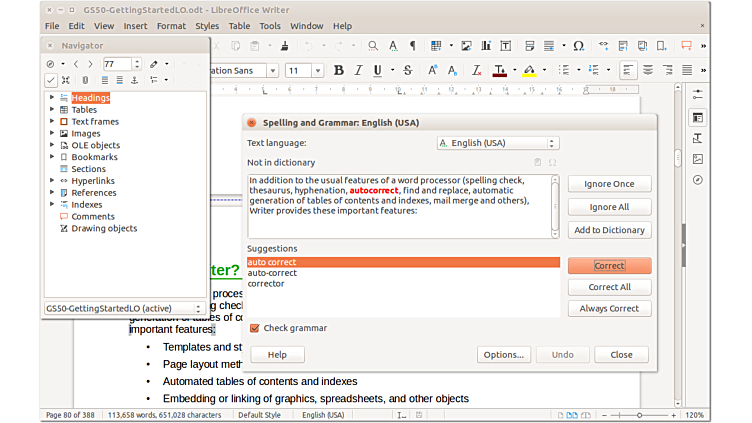 GS50-GettingStartedLO.odt - LibreOffice Writer
File Edit View Insert Format Styles Table Tools Window Help
Navigator
77
ation Sans
11
Headings
Tables
Text frames
Images
OLE objects
Bookmarks
Sections
Hyperlinks
References
Indexes
Comments
Drawing objects
GS50-GettingStartedLO (active)
Spelling and Grammar: English (USA)
Text language:
English (USA)
Not in dictionary
In addition to the usual features of a word processor (spelling check,
thesaurus, hyphenation, autocorrect, find and replace, automatic
generation of tables of contents and indexes, mail merge and others),
Writer provides these important features:
Ignore Once
Ignore All
Add to Dictionary
Suggestions
auto correct
auto-correct
corrector
Correct
Correct All
Always Correct
Check grammar
Help
Options...
Undo
Close
ter?
proces
g chec
generation of tables of co
important features:
• Templates and st
• Page layout meth
• Automated tables of contents and indexes
• Embedding or linking of graphics, spreadsheets, and other objects
Page 80 of 388 113,658 words, 651,028 characters Default Style English (USA) 120%